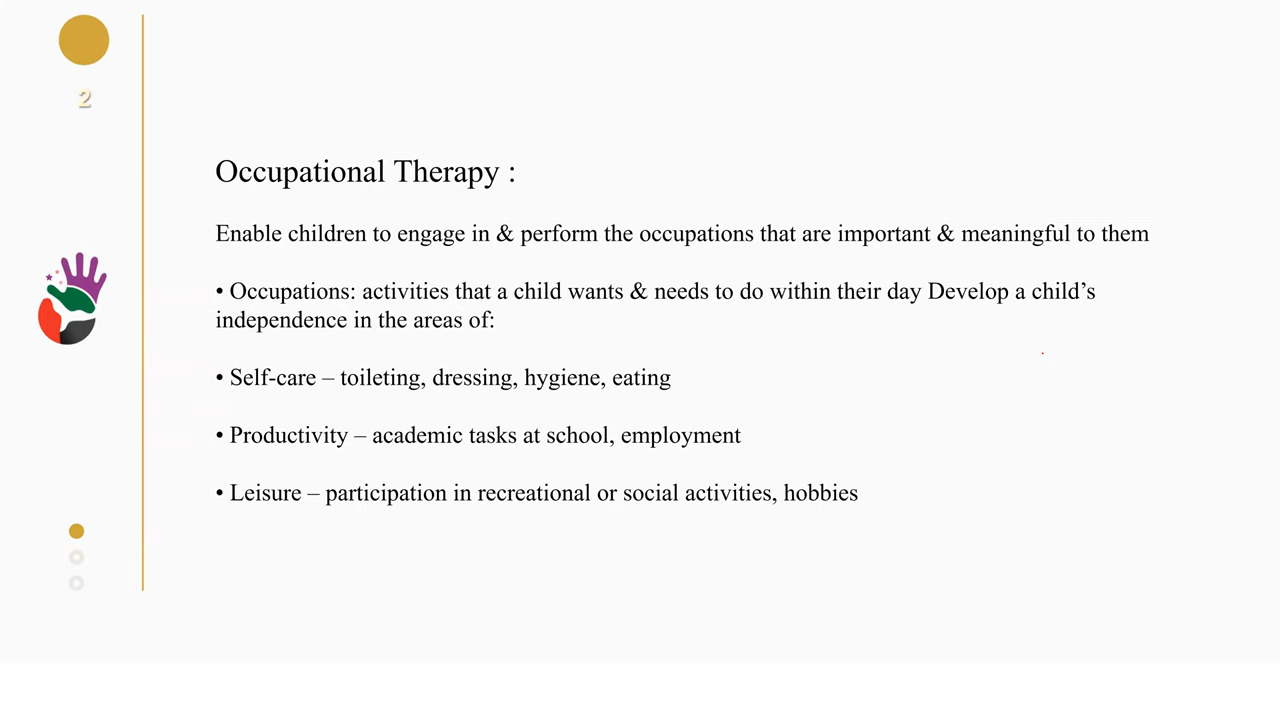 2
Occupational Therapy :
Enable children to engage in & perform the occupations that are important & meaningful to them
• Occupations: activities that a child wants & needs to do within their day Develop a child’s
independence in the areas of:
• Self-care – toileting, dressing, hygiene, eating
• Productivity – academic tasks at school, employment
• Leisure – participation in recreational or social activities, hobbies